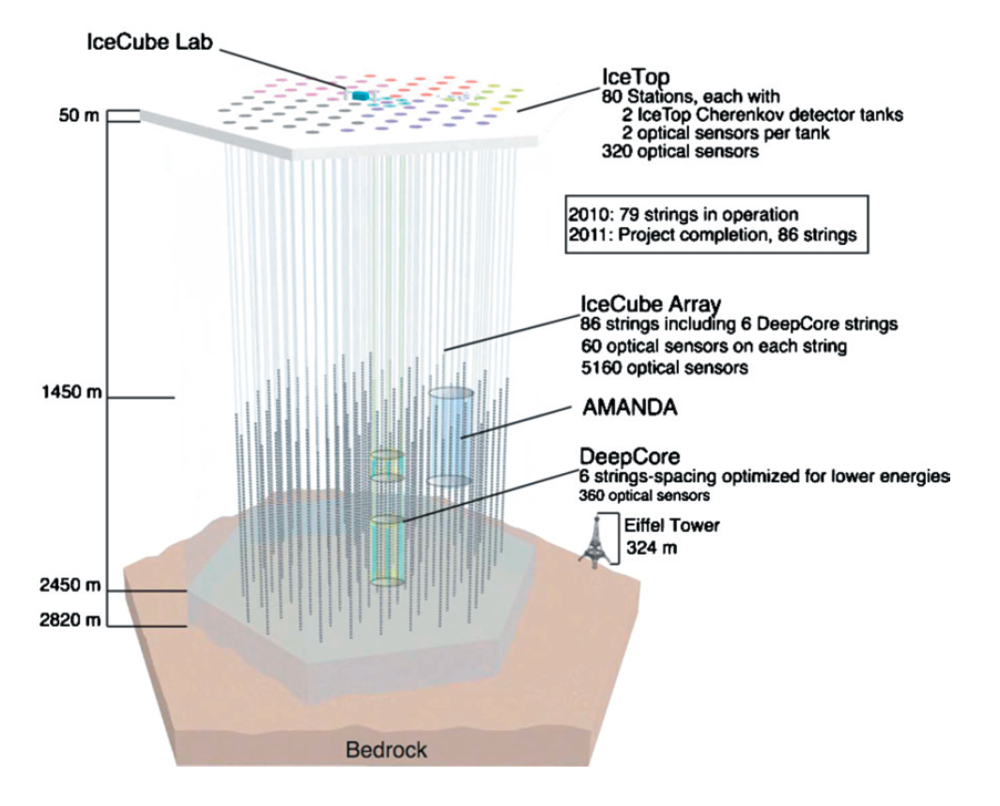 IceCube Lab
IceTop
80 Stations, each with
2 IceTop Cherenkov detector tanks
2 optical sensors per tank
320 optical sensors
50 m
2010: 79 strings in operation
2011: Project completion, 86 strings
IceCube Array
86 strings including 6 DeepCore strings
60 optical sensors on each string
5160 optical sensors
1450 m
AMANDA
DeepCore
6 strings-spacing optimized for lower energies
360 optical sensors
Eiffel Tower
324 m
2450 m
2820 m
Bedrock